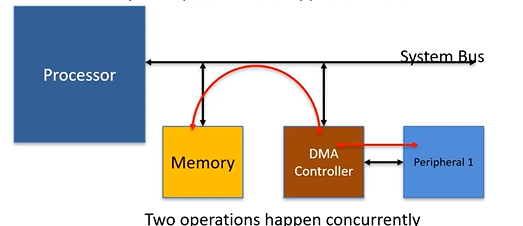 System Bus
Processor
Memory
DMA
Controller
Peripheral 1
Two operations happen concurrently